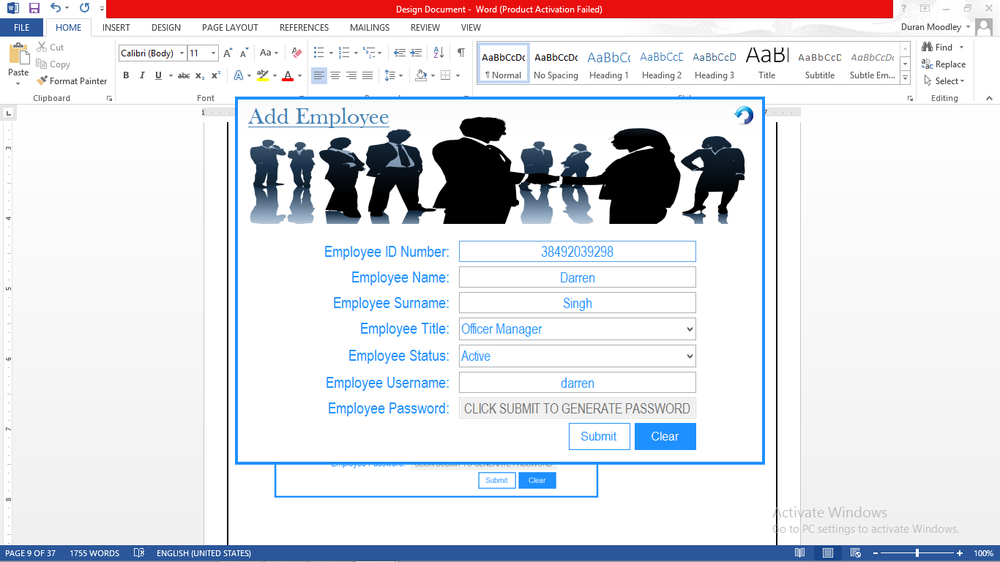 Design Document - Word (Product Activation Failed)
FILE HOME INSERT DESIGN PAGE LAYOUT REFERENCES MAILINGS REVIEW VIEW Duran Moodley
Paste
Cut
Copy
Format Painter
Clipboard
Calibri (Body) 11
Font
AaBbCcDc AaBbCcDc AaBbCc AaBbCcE AaBbCcD AaBl AaBbCcD AaBbCcDc
¶ Normal No Spacing Heading 1 Heading 2 Heading 3 Title Subtitle Subtle Em...
Find
Replace
Select
Editing
Add Employee
Employee ID Number: 38492039298
Employee Name: Darren
Employee Surname: Singh
Employee Title: Officer Manager
Employee Status: Active
Employee Username: darren
Employee Password: CLICK SUBMIT TO GENERATE PASSWORD
Submit Clear
Employee Password: CLICK SUBMIT TO GENERATE PASSWORD
Submit Clear
Activate Windows
Go to PC settings to activate Windows.
PAGE 9 OF 37 1755 WORDS ENGLISH (UNITED STATES) 100%